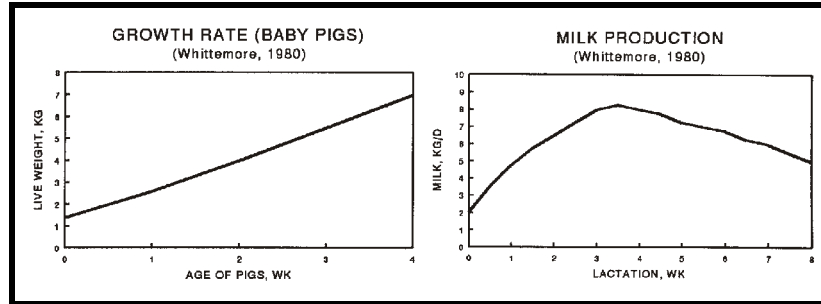 GROWTH RATE (BABY PIGS)
(Whittemore, 1980)
8
7
6
5
4
3
2
1
0
LIVE WEIGHT, KG
0 1 2 3 4
AGE OF PIGS, WK
MILK PRODUCTION
(Whittemore, 1980)
10
9
8
7
6
5
4
3
2
1
0
MILK, KG/D
0 1 2 3 4 5 6 7 8
LACTATION, WK